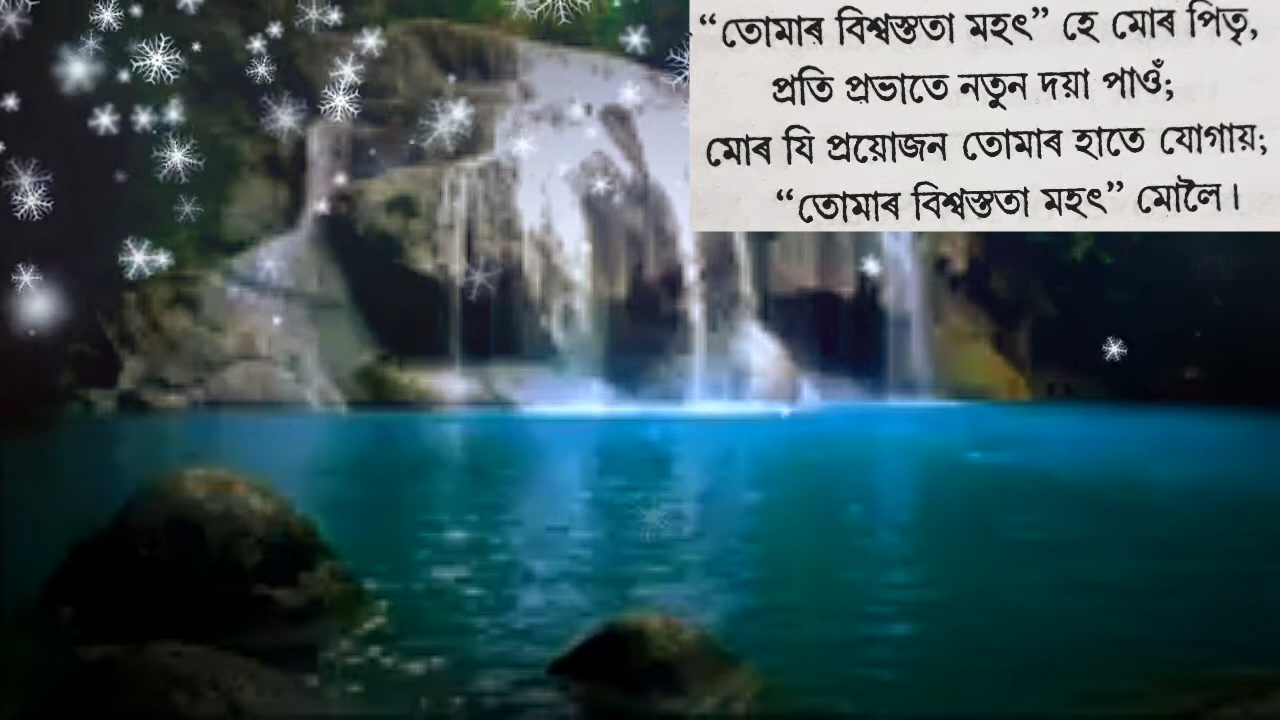 “তোমাৰ বিশ্বস্ততা মহৎ” হে মোৰ পিতৃ,
প্ৰতি প্ৰভাতে নতুন দয়া পাওঁ;
মোৰ যি প্ৰয়োজন তোমাৰ হাতে যোগায়;
“তোমাৰ বিশ্বস্ততা মহৎ” মোলৈ।